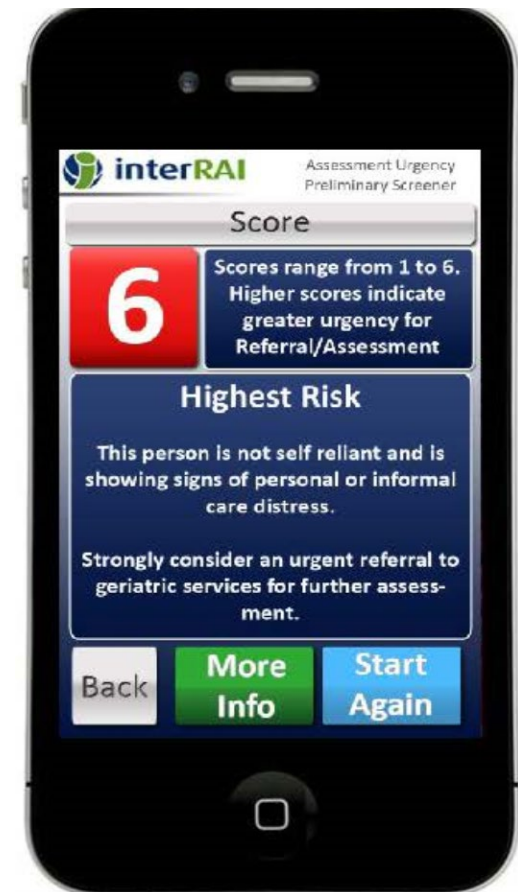 interRAI
Assessment Urgency
Preliminary Screener
Score
6
Scores range from 1 to 6.
Higher scores indicate
greater urgency for
Referral/Assessment
Highest Risk
This person is not self reliant and is
showing signs of personal or informal
care distress.
Strongly consider an urgent referral to
geriatric services for further assess-
ment.
Back
More
Info
Start
Again